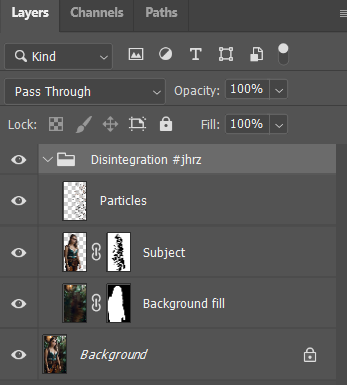 Layers Channels Paths
Kind
Pass Through Opacity: 100%
Lock: Fill: 100%
Disintegration #jhrz
Particles
Subject
Background fill
Background